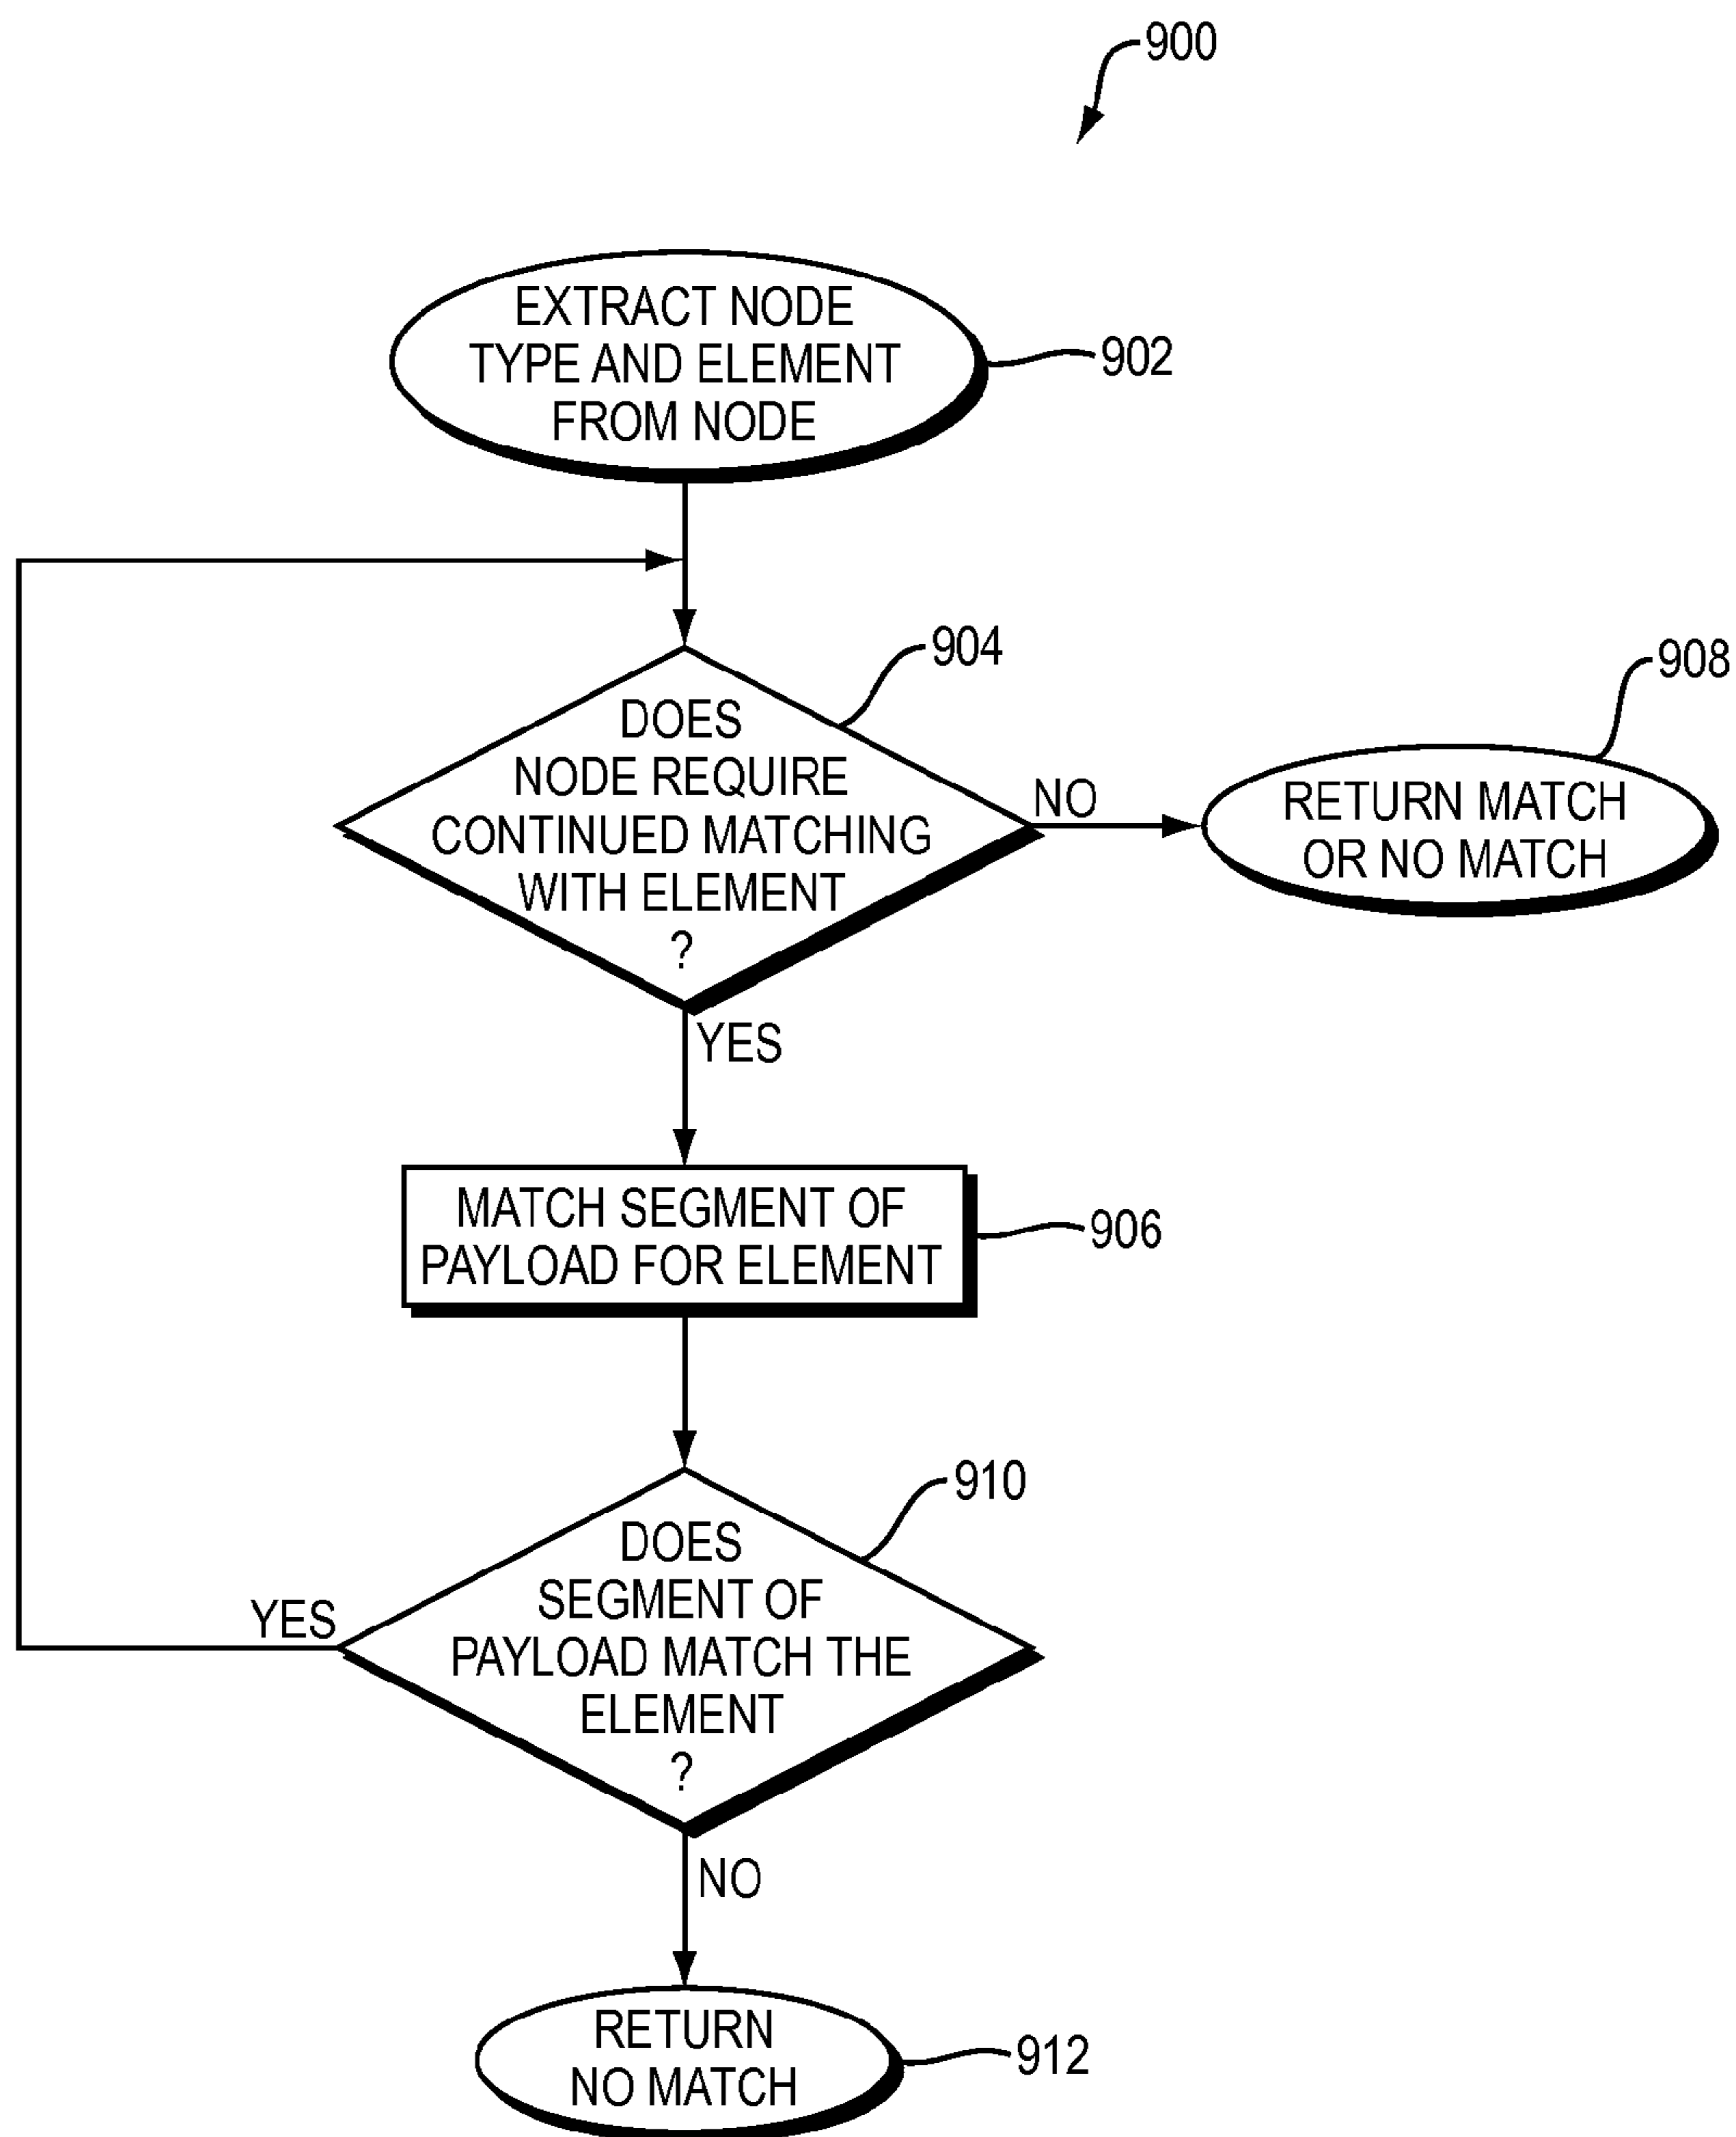 900
EXTRACT NODE
TYPE AND ELEMENT
FROM NODE
902
904
DOES
NODE REQUIRE
CONTINUED MATCHING
WITH ELEMENT
?
NO
908
RETURN MATCH
OR NO MATCH
YES
MATCH SEGMENT OF
PAYLOAD FOR ELEMENT
906
910
DOES
SEGMENT OF
PAYLOAD MATCH THE
ELEMENT
?
YES
NO
RETURN
NO MATCH
912